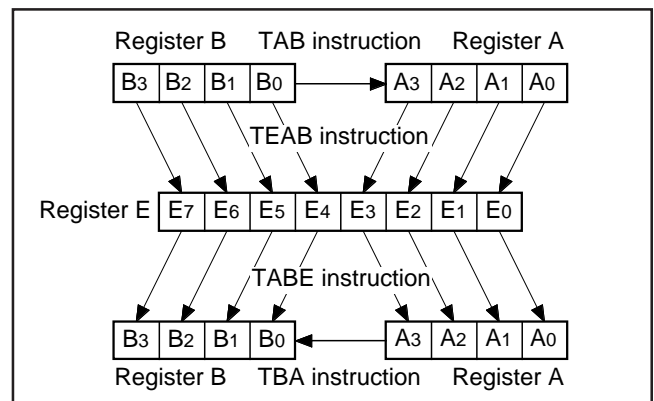 Register B TAB instruction Register A
B3 B2 B1 B0 A3 A2 A1 A0
TEAB instruction
Register E E7 E6 E5 E4 E3 E2 E1 E0
TABE instruction
B3 B2 B1 B0 A3 A2 A1 A0
Register B TBA instruction Register A